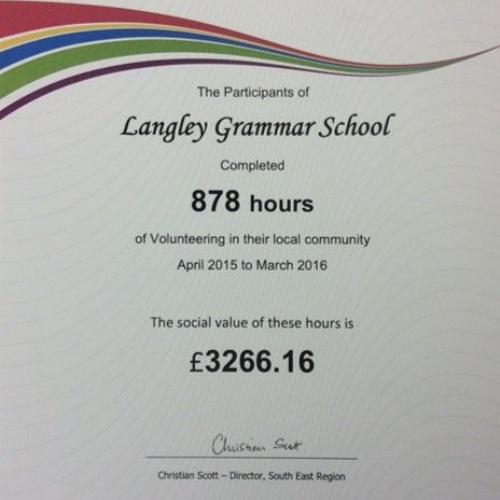 The Participants of
Langley Grammar School
Completed
878 hours
of Volunteering in their local community
April 2015 to March 2016
The social value of these hours is
£3266.16
Christian Scott
Christian Scott – Director, South East Region